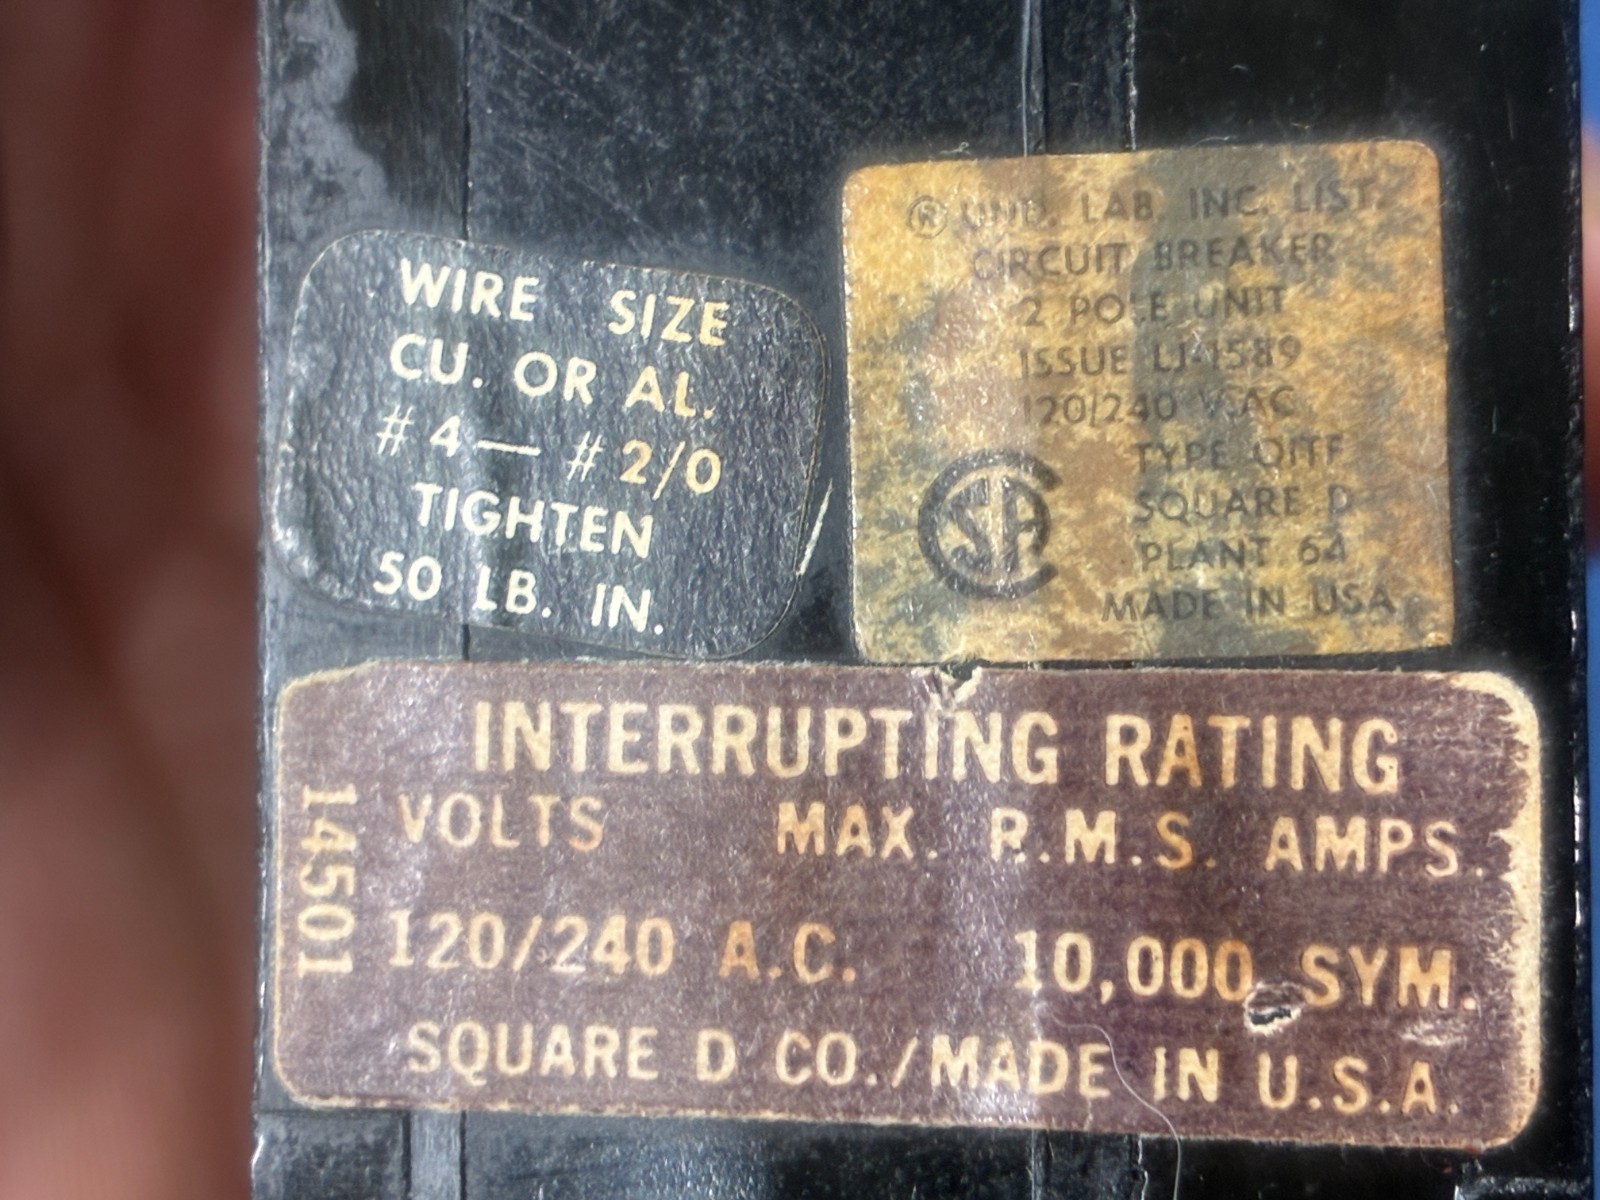 WIRE SIZE
CU. OR AL.
# 4 — # 2/0
TIGHTEN
50 LB. IN.
® UND. LAB. INC. LIST.
CIRCUIT BREAKER
2 POLE UNIT
ISSUE LJ-1589
120/240 V.AC
TYPE
SQUARE D
PLANT 64
MADE IN USA
SA
INTERRUPTING RATING
VOLTS MAX. R.M.S. AMPS.
120/240 A.C. 10,000 SYM.
SQUARE D CO./MADE IN U.S.A.
14501